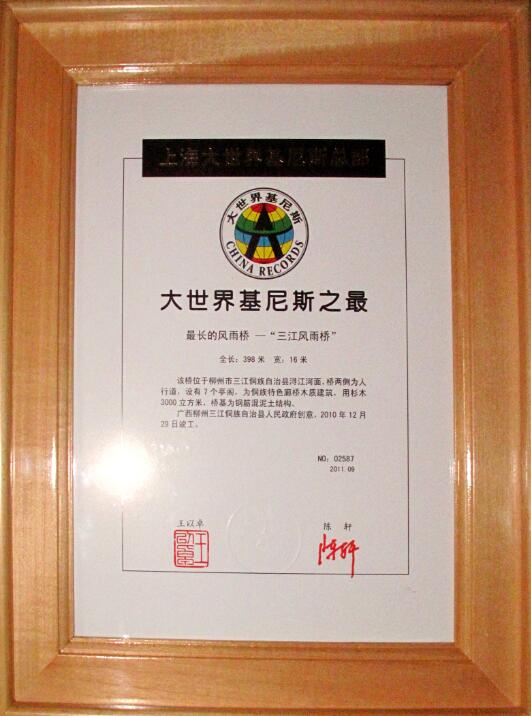 上海大世界基尼斯总部
大世界基尼斯
CHINA RECORDS
大世界基尼斯之最
最长的风雨桥 — “三江风雨桥”
全长：398 米 宽：16 米
该桥位于柳州市三江侗族自治县浔江河面，桥两侧为人
行道，设有 7 个亭阁，为侗族特色廊桥木质建筑，用杉木
3000 立方米，桥基为钢筋混泥土结构。
广西柳州三江侗族自治县人民政府创意，2010 年 12 月
29 日竣工。
NO：02587
2011.09
王以卓
陈 轩
陈轩